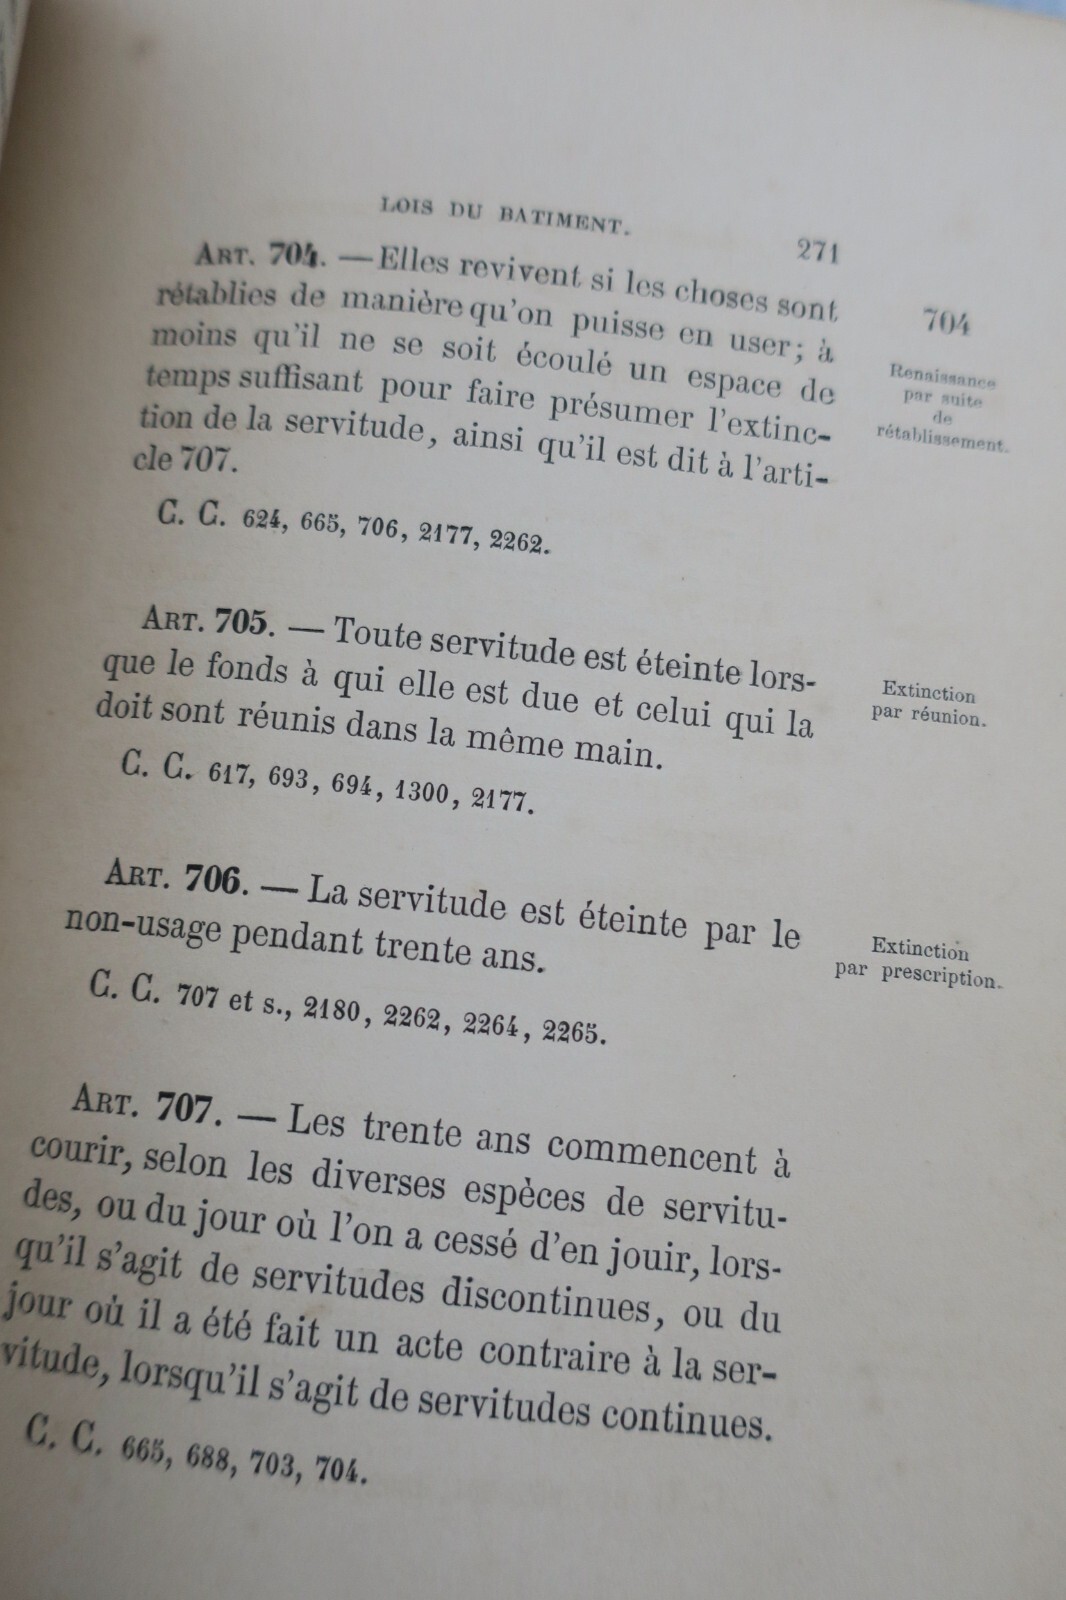 LOIS DU BATIMENT.
271
ART. 704. — Elles revivent si les choses sont
rétablies de manière qu'on puisse en user; à
moins qu'il ne se soit écoulé un espace de
temps suffisant pour faire présumer l'extinc-
tion de la servitude, ainsi qu'il est dit à l'arti-
cle 707.
704
Renaissance
par suite
de
rétablissement.
C. C. 624, 665, 706, 2177, 2262.
ART. 705. — Toute servitude est éteinte lors-
que le fonds à qui elle est due et celui qui la
doit sont réunis dans la même main.
Extinction
par réunion.
C. C. 617, 693, 694, 1300, 2177.
ART. 706. — La servitude est éteinte par le
non-usage pendant trente ans.
Extinction
par prescription.
C. C. 707 et s., 2180, 2262, 2264, 2265.
ART. 707. — Les trente ans commencent à
courir, selon les diverses espèces de servitu-
des, ou du jour où l'on a cessé d'en jouir, lors-
qu'il s'agit de servitudes discontinues, ou du
jour où il a été fait un acte contraire à la ser-
vitude, lorsqu'il s'agit de servitudes continues.
C. C. 665, 688, 703, 704.